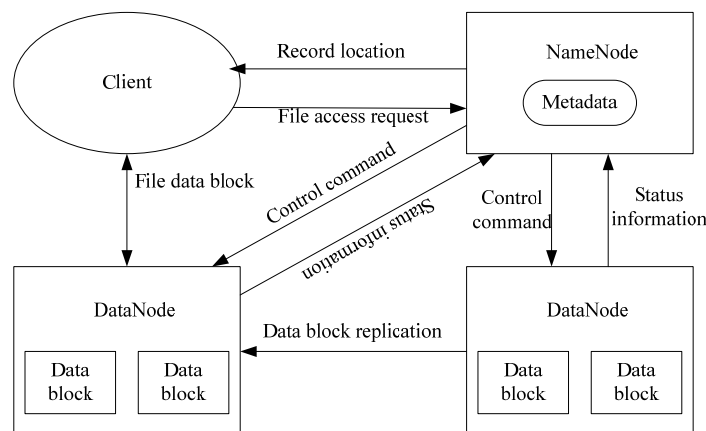 Record location
NameNode
Client
Metadata
File access request
File data block
Control command
Status information
Control
command
Status
information
DataNode
Data block replication
DataNode
Data
block
Data
block
Data
block
Data
block